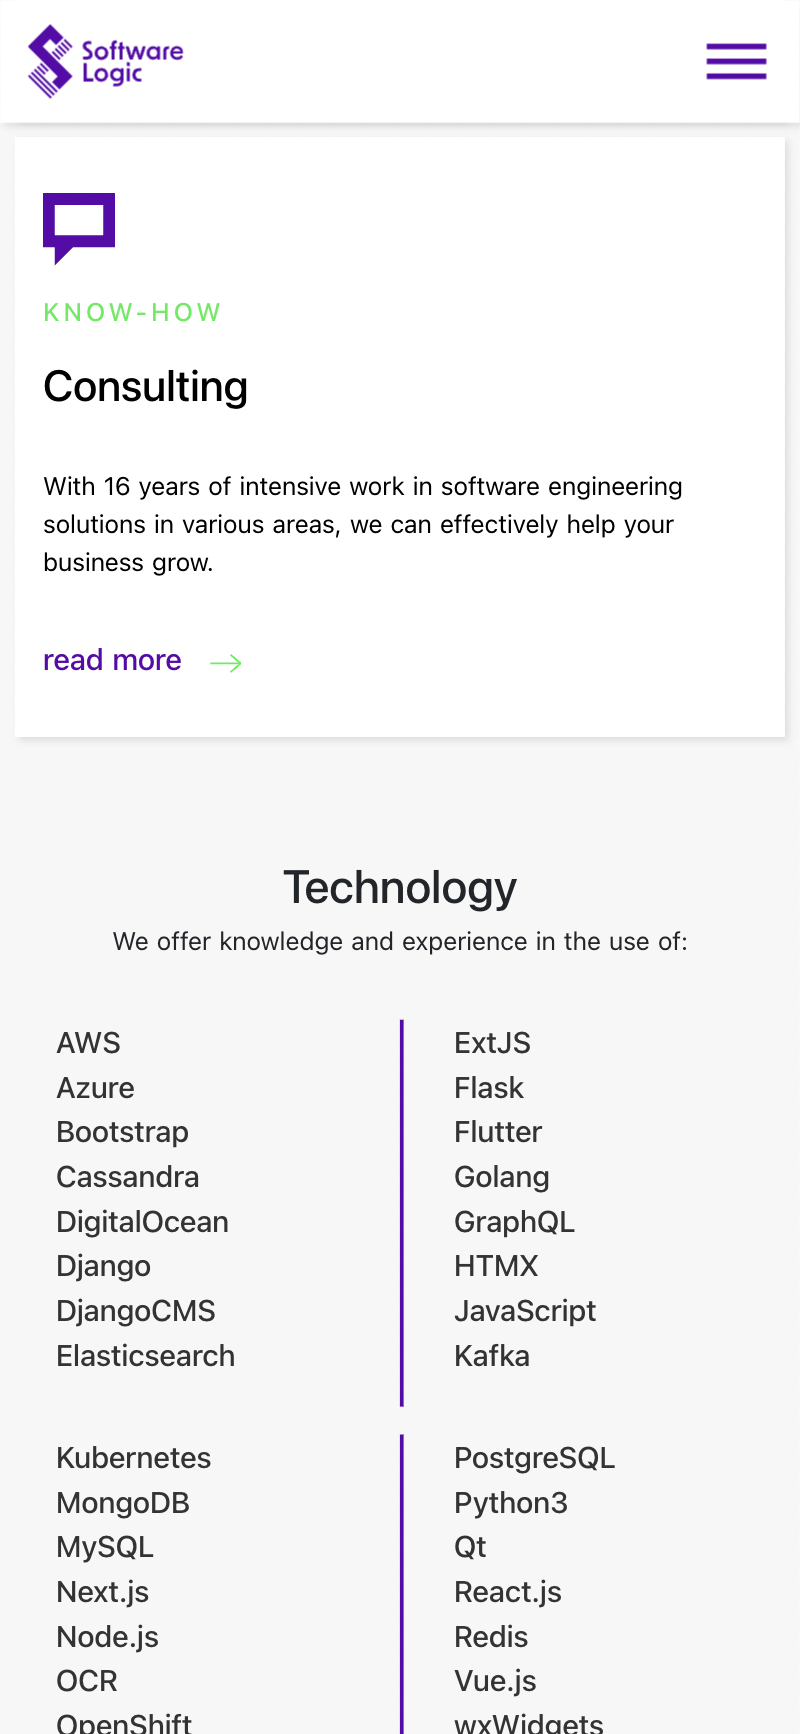 Software
Logic
KNOW-HOW
Consulting
With 16 years of intensive work in software engineering
solutions in various areas, we can effectively help your
business grow.
read more
Technology
We offer knowledge and experience in the use of:
AWS
Azure
Bootstrap
Cassandra
DigitalOcean
Django
DjangoCMS
Elasticsearch
ExtJS
Flask
Flutter
Golang
GraphQL
HTMX
JavaScript
Kafka
Kubernetes
MongoDB
MySQL
Next.js
Node.js
OCR
OpenShift
PostgreSQL
Python3
Qt
React.js
Redis
Vue.js
wxWidgets